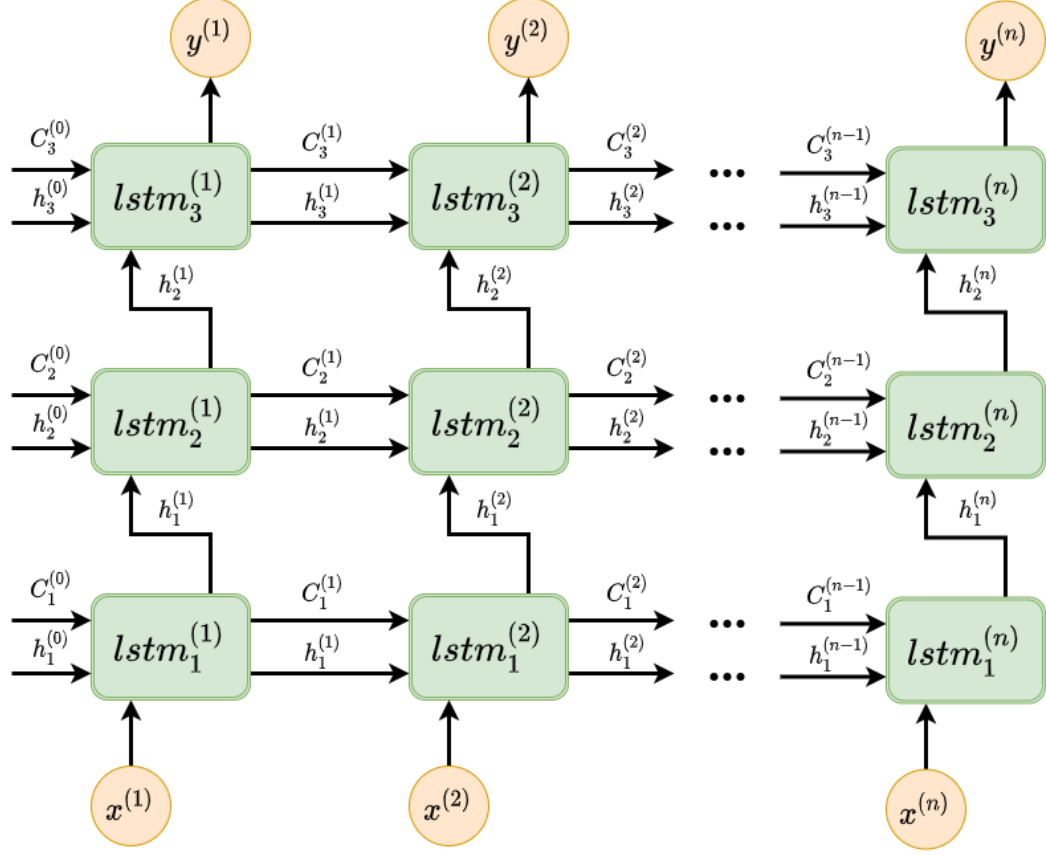 y^{(1)} y^{(2)} y^{(n)}
C_3^{(0)} C_3^{(1)} C_3^{(2)} C_3^{(n-1)}
lstm_3^{(1)} lstm_3^{(2)} ... lstm_3^{(n)}
h_3^{(0)} h_3^{(1)} h_3^{(2)} ... h_3^{(n-1)}
h_2^{(1)} h_2^{(2)} h_2^{(n)}
C_2^{(0)} C_2^{(1)} C_2^{(2)} C_2^{(n-1)}
lstm_2^{(1)} lstm_2^{(2)} ... lstm_2^{(n)}
h_2^{(0)} h_2^{(1)} h_2^{(2)} ... h_2^{(n-1)}
h_1^{(1)} h_1^{(2)} h_1^{(n)}
C_1^{(0)} C_1^{(1)} C_1^{(2)} C_1^{(n-1)}
lstm_1^{(1)} lstm_1^{(2)} ... lstm_1^{(n)}
h_1^{(0)} h_1^{(1)} h_1^{(2)} ... h_1^{(n-1)}
x^{(1)} x^{(2)} x^{(n)}